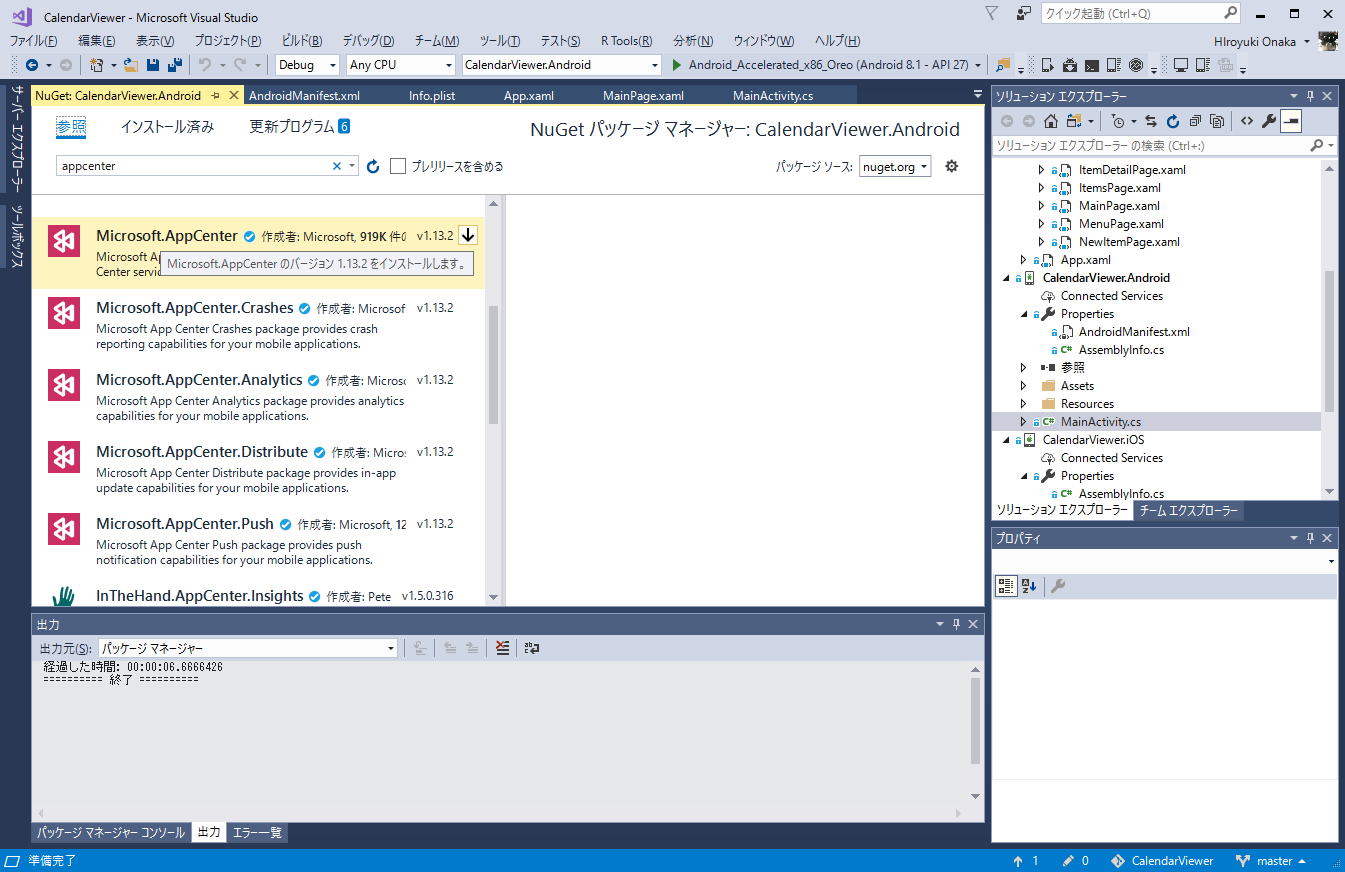 CalendarViewer - Microsoft Visual Studio
クイック起動 (Ctrl+Q)
ファイル(F) 編集(E) 表示(V) プロジェクト(P) ビルド(B) デバッグ(D) チーム(M) ツール(T) テスト(S) R Tools(R) 分析(N) ウィンドウ(W) ヘルプ(H)
HIroyuki Onaka
Debug Any CPU CalendarViewer.Android Android_Accelerated_x86_Oreo (Android 8.1 - API 27)
サーバー エクスプローラー
ツールボックス
NuGet: CalendarViewer.Android AndroidManifest.xml Info.plist App.xaml MainPage.xaml MainActivity.cs
参照 インストール済み 更新プログラム 6
NuGet パッケージ マネージャー: CalendarViewer.Android
appcenter
プレリリースを含める
パッケージ ソース: nuget.org
Microsoft.AppCenter 作成者: Microsoft, 919K 件の v1.13.2
Microsoft Ap
Center servic
Microsoft.AppCenter のバージョン 1.13.2 をインストールします。
Microsoft.AppCenter.Crashes 作成者: Microsof v1.13.2
Microsoft App Center Crashes package provides crash
reporting capabilities for your mobile applications.
Microsoft.AppCenter.Analytics 作成者: Microsc v1.13.2
Microsoft App Center Analytics package provides analytics
capabilities for your mobile applications.
Microsoft.AppCenter.Distribute 作成者: Micros v1.13.2
Microsoft App Center Distribute package provides in-app
update capabilities for your mobile applications.
Microsoft.AppCenter.Push 作成者: Microsoft, 12 v1.13.2
Microsoft App Center Push package provides push
notification capabilities for your mobile applications.
InTheHand.AppCenter.Insights 作成者: Pete v1.5.0.316
出力
出力元(S): パッケージ マネージャー
経過した時間: 00:00:06.6666426
========== 終了 ==========
パッケージ マネージャー コンソール 出力 エラー一覧
ソリューション エクスプローラー
ソリューション エクスプローラー の検索 (Ctrl+:)
ItemDetailPage.xaml
ItemsPage.xaml
MainPage.xaml
MenuPage.xaml
NewItemPage.xaml
App.xaml
CalendarViewer.Android
Connected Services
Properties
AndroidManifest.xml
C# AssemblyInfo.cs
参照
Assets
Resources
C# MainActivity.cs
CalendarViewer.iOS
Connected Services
Properties
C# AssemblyInfo.cs
ソリューション エクスプローラー チーム エクスプローラー
プロパティ
準備完了
1 0 CalendarViewer master